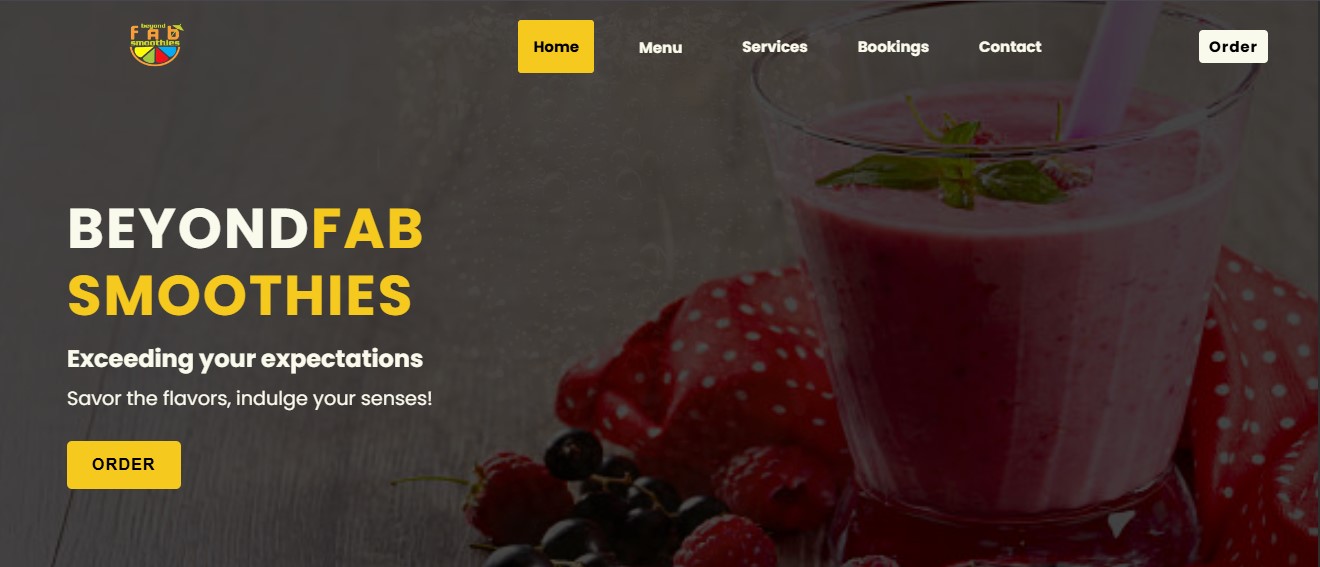 beyond
FAb
smoothies
Home
Menu
Services
Bookings
Contact
Order
BEYONDFAB
SMOOTHIES
Exceeding your expectations
Savor the flavors, indulge your senses!
ORDER